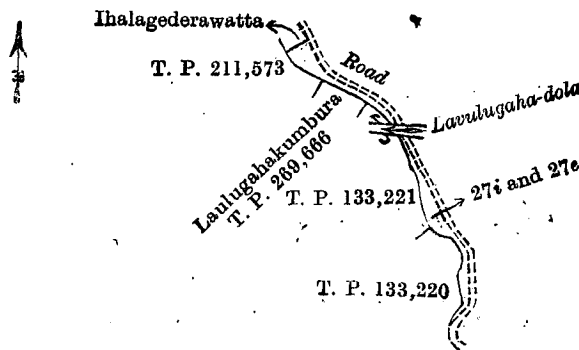 Ihalagederawatta
Road
T. P. 211,573
Lavulugaha-dola
Laulugahakumbura
T. P. 269,666
27i and 27e
T. P. 133,221
T. P. 133,220